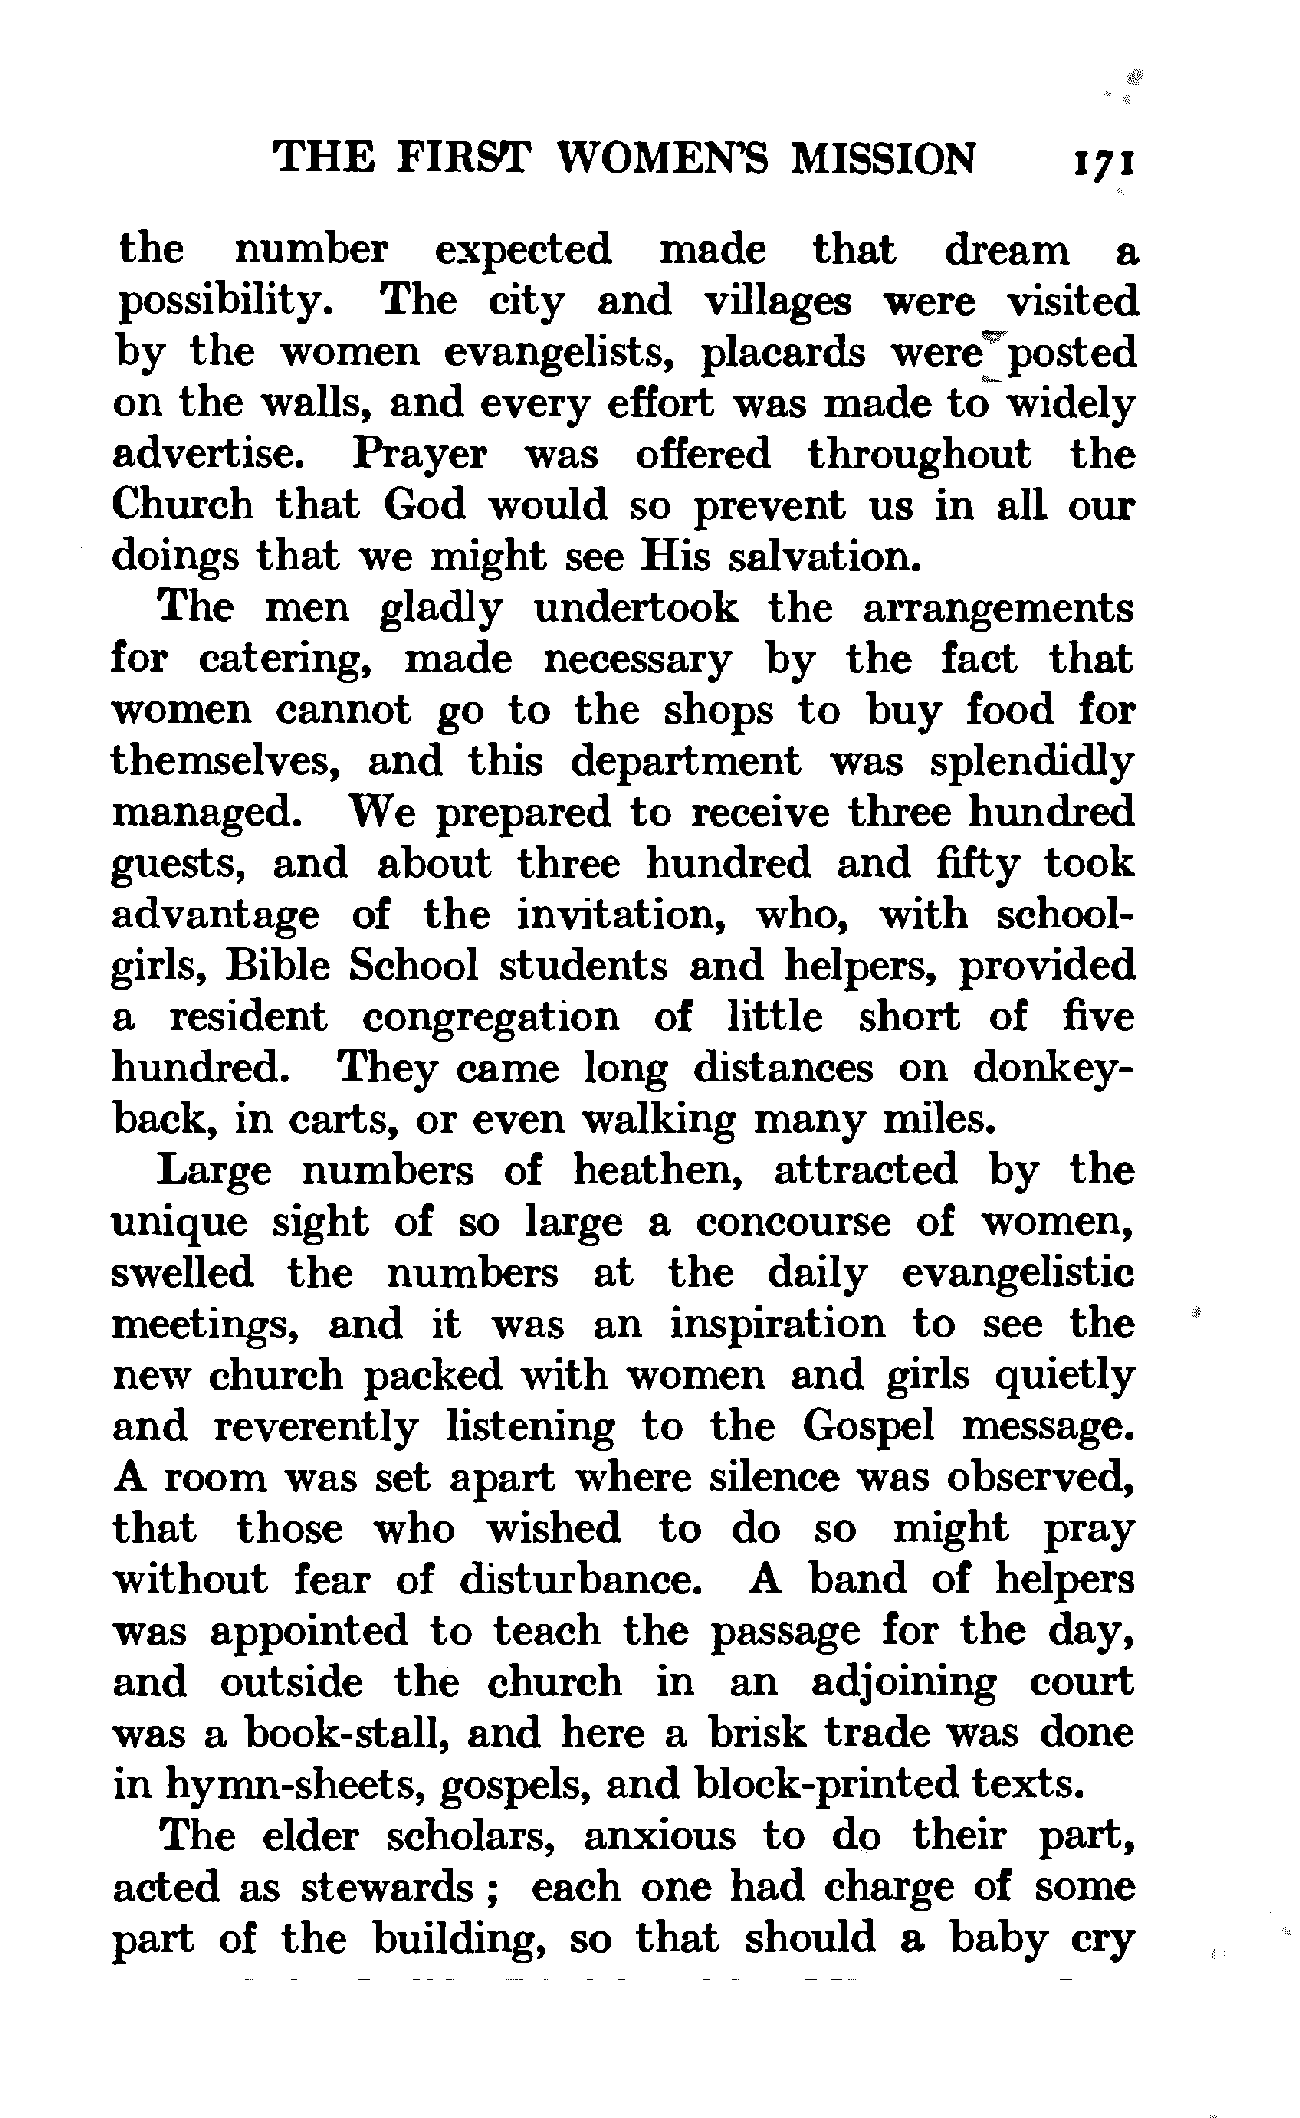 THE FIRST WOMEN'S MISSION 171
the number expected made that dream a
possibility. The city and villages were visited
by the women evangelists, placards were posted
on the walls, and every effort was made to widely
advertise. Prayer was offered throughout the
Church that God would so prevent us in all our
doings that we might see His salvation.
The men gladly undertook the arrangements
for catering, made necessary by the fact that
women cannot go to the shops to buy food for
themselves, and this department was splendidly
managed. We prepared to receive three hundred
guests, and about three hundred and fifty took
advantage of the invitation, who, with school-
girls, Bible School students and helpers, provided
a resident congregation of little short of five
hundred. They came long distances on donkey-
back, in carts, or even walking many miles.
Large numbers of heathen, attracted by the
unique sight of so large a concourse of women,
swelled the numbers at the daily evangelistic
meetings, and it was an inspiration to see the
new church packed with women and girls quietly
and reverently listening to the Gospel message.
A room was set apart where silence was observed,
that those who wished to do so might pray
without fear of disturbance. A band of helpers
was appointed to teach the passage for the day,
and outside the church in an adjoining court
was a book-stall, and here a brisk trade was done
in hymn-sheets, gospels, and block-printed texts.
The elder scholars, anxious to do their part,
acted as stewards ; each one had charge of some
part of the building, so that should a baby cry